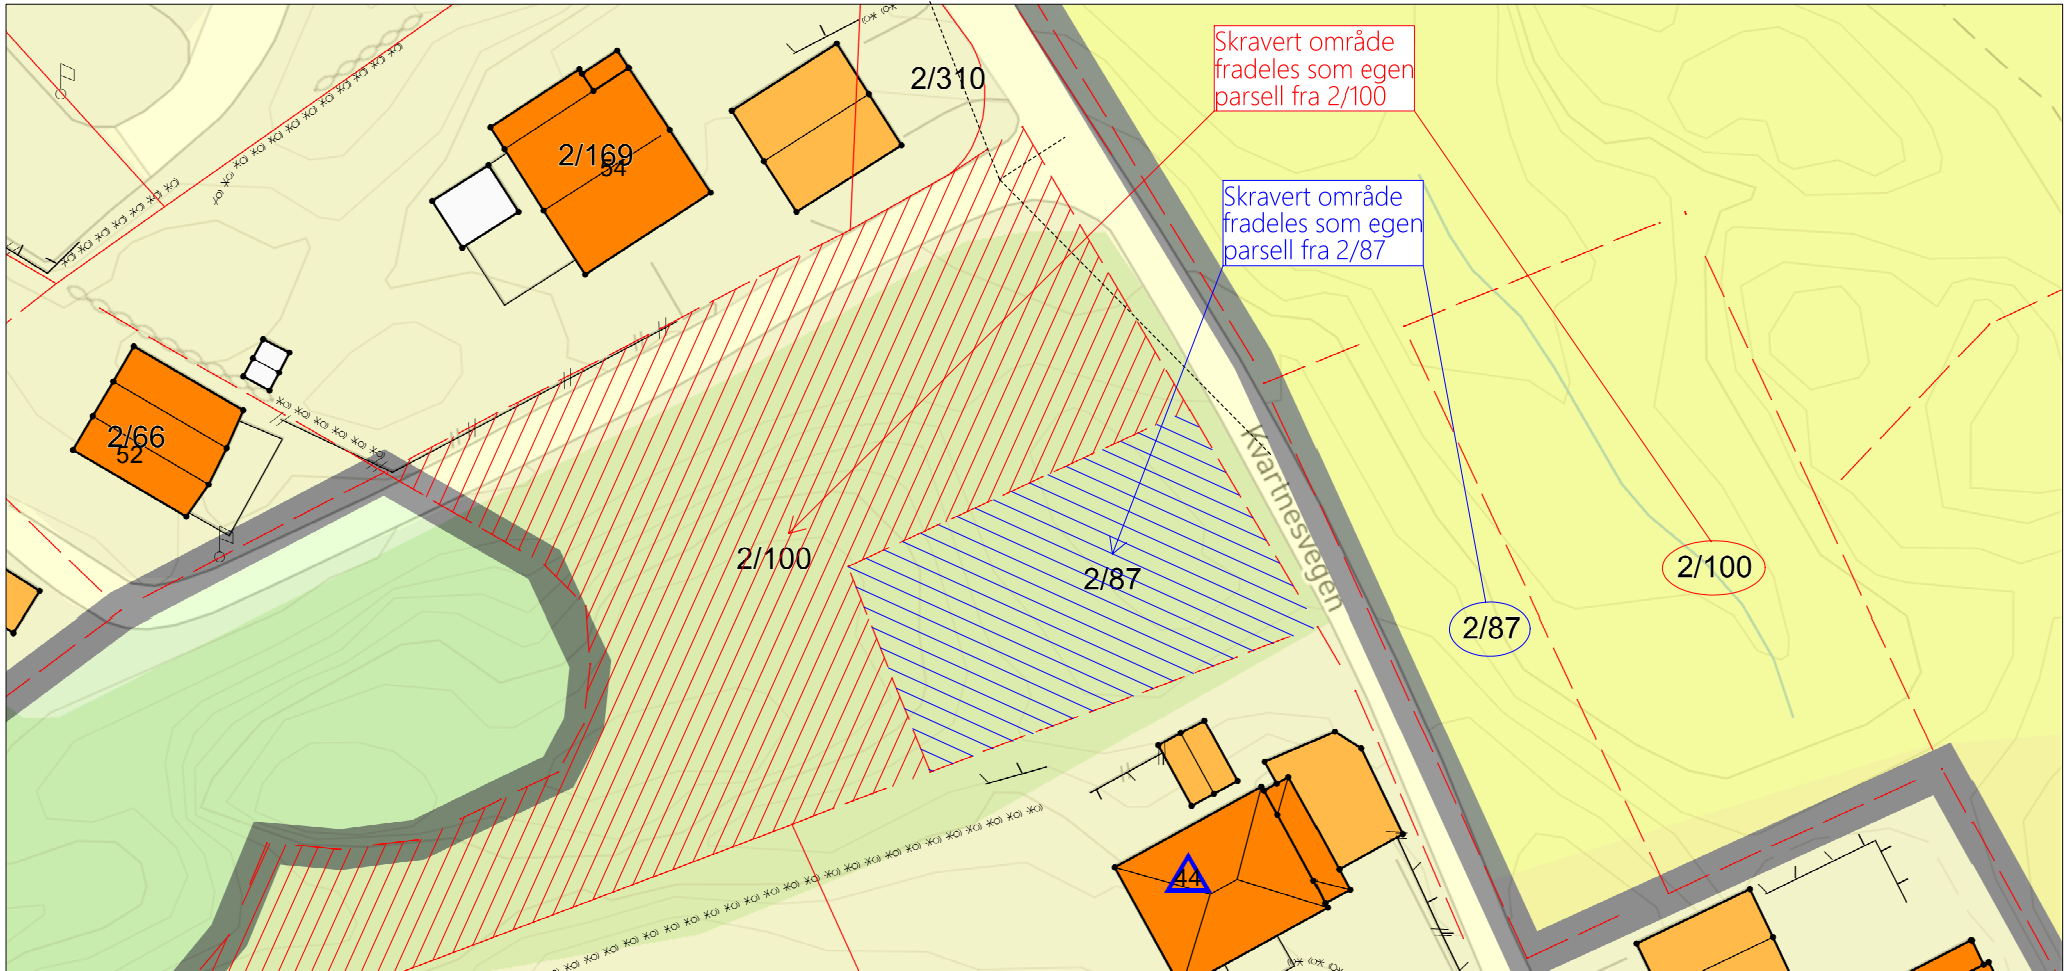 Skravert område
fradeles som egen
parsell fra 2/100
2/310
2/169
54
Skravert område
fradeles som egen
parsell fra 2/87
2/66
52
Kvartnesvegen
2/100
2/87
2/100
2/87
44